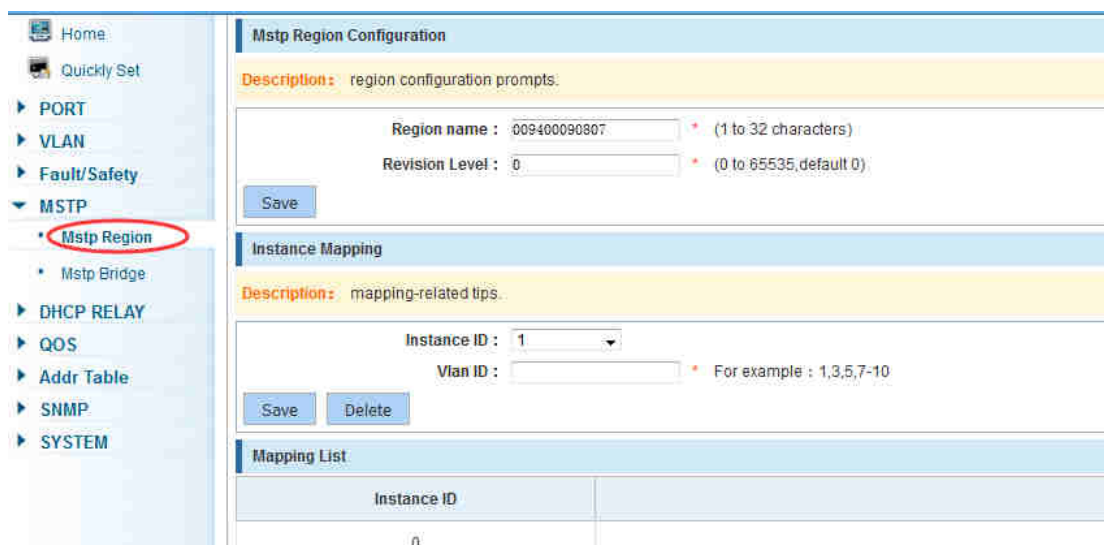 Home
Quickly Set
PORT
VLAN
Fault/Safety
MSTP
Mstp Region
Mstp Bridge
DHCP RELAY
QOS
Addr Table
SNMP
SYSTEM
Mstp Region Configuration
Description: region configuration prompts.
Region name : 009400090807 * (1 to 32 characters)
Revision Level : 0 * (0 to 65535,default 0)
Save
Instance Mapping
Description: mapping-related tips.
Instance ID : 1
Vlan ID : * For example : 1,3,5,7-10
Save Delete
Mapping List
Instance ID
0